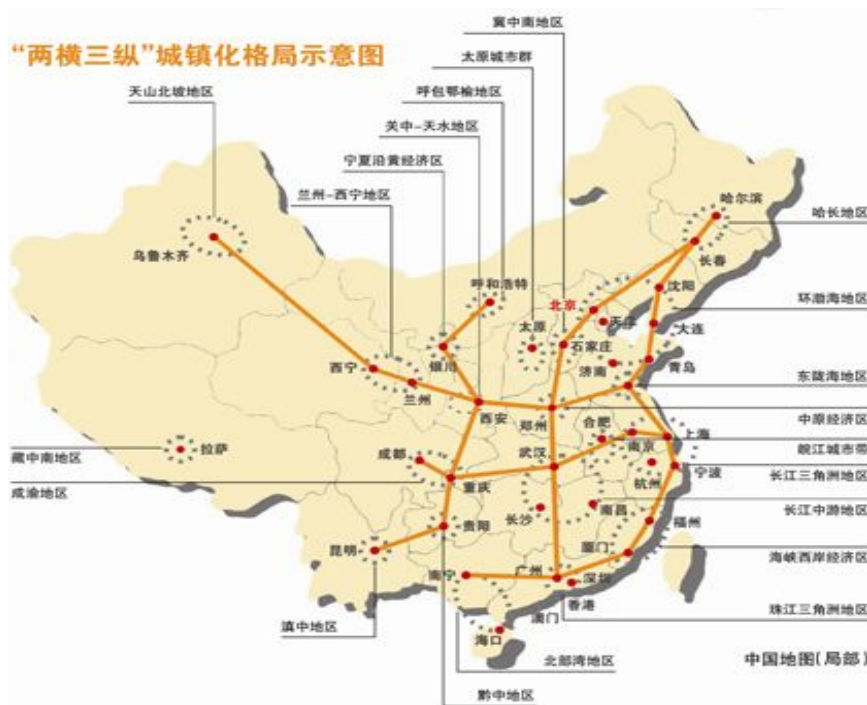 “两横三纵”城镇化格局示意图
冀中南地区
太原城市群
天山北坡地区
呼包鄂榆地区
关中-天水地区
宁夏沿黄经济区
兰州-西宁地区
哈尔滨
哈长地区
乌鲁木齐
长春
呼和浩特
沈阳
北京
天津
环渤海地区
太原
石家庄
大连
银川
济南
青岛
西宁
东陇海地区
兰州
西安
郑州
合肥
中原经济区
上海
拉萨
成都
武汉
南京
皖江城市带
藏中南地区
宁波
长江三角洲地区
重庆
杭州
成渝地区
长江中游地区
贵阳
长沙
南昌
福州
昆明
厦门
海峡西岸经济区
南宁
广州
深圳
香港
珠江三角洲地区
澳门
滇中地区
海口
北部湾地区
中国地图(局部)
黔中地区